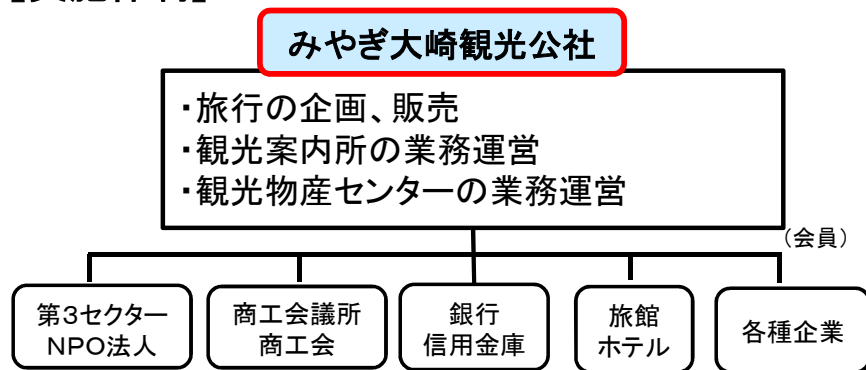 みやぎ大崎観光公社
・旅行の企画、販売
・観光案内所の業務運営
・観光物産センターの業務運営
（会員）
第3セクター
NPO法人
商工会議所
商工会
銀行
信用金庫
旅館
ホテル
各種企業